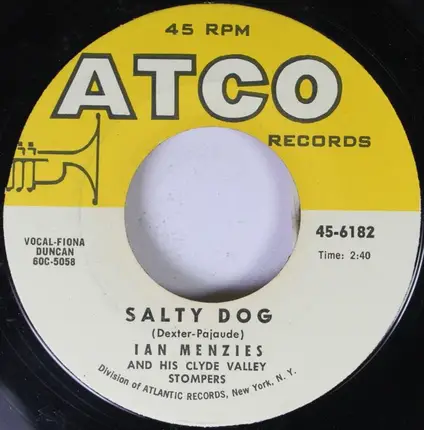 45 RPM
ATCO
RECORDS
VOCAL-FIONA
DUNCAN
60C-5058
45-6182
Time: 2:40
SALTY DOG
(Dexter-Pajaude)
IAN MENZIES
AND HIS CLYDE VALLEY
STOMPERS
Division of ATLANTIC RECORDS, New York, N. Y.